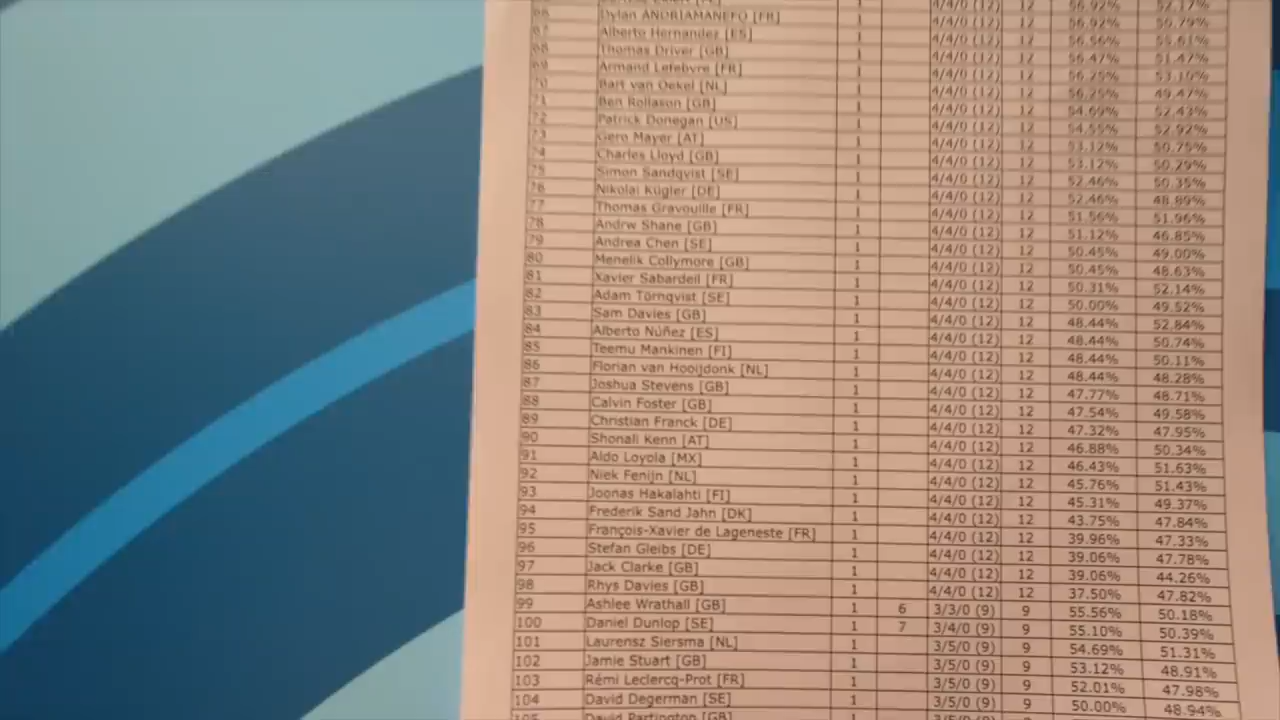 4/4/0 (12) 12 56.92% 52.17%
66 Dylan ANDRIAMANEFO [FR] 1 4/4/0 (12) 12 56.92% 50.79%
67 Alberto Hernandez [ES] 1 4/4/0 (12) 12 56.56% 55.61%
68 Thomas Driver [GB] 1 4/4/0 (12) 12 56.47% 51.47%
69 Armand Lefebvre [FR] 1 4/4/0 (12) 12 56.25% 53.19%
70 Bart van Oekel [NL] 1 4/4/0 (12) 12 56.25% 49.47%
71 Ben Rollason [GB] 1 4/4/0 (12) 12 54.69% 52.43%
72 Patrick Donegan [US] 1 4/4/0 (12) 12 54.55% 52.92%
73 Gero Mayer [AT] 1 4/4/0 (12) 12 53.12% 50.75%
74 Charles Lloyd [GB] 1 4/4/0 (12) 12 53.12% 50.29%
75 Simon Sandqvist [SE] 1 4/4/0 (12) 12 52.46% 50.35%
76 Nikolai Kügler [DE] 1 4/4/0 (12) 12 52.46% 48.89%
77 Thomas Gravouille [FR] 1 4/4/0 (12) 12 51.56% 51.96%
78 Andrw Shane [GB] 1 4/4/0 (12) 12 51.12% 46.85%
79 Andrea Chen [SE] 1 4/4/0 (12) 12 50.45% 49.00%
80 Menelik Collymore [GB] 1 4/4/0 (12) 12 50.45% 48.63%
81 Xavier Sabardeil [FR] 1 4/4/0 (12) 12 50.31% 52.14%
82 Adam Törnqvist [SE] 1 4/4/0 (12) 12 50.00% 49.52%
83 Sam Davies [GB] 1 4/4/0 (12) 12 48.44% 52.84%
84 Alberto Núñez [ES] 1 4/4/0 (12) 12 48.44% 50.74%
85 Teemu Mankinen [FI] 1 4/4/0 (12) 12 48.44% 50.11%
86 Florian van Hooijdonk [NL] 1 4/4/0 (12) 12 48.44% 48.28%
87 Joshua Stevens [GB] 1 4/4/0 (12) 12 47.77% 48.71%
88 Calvin Foster [GB] 1 4/4/0 (12) 12 47.54% 49.58%
89 Christian Franck [DE] 1 4/4/0 (12) 12 47.32% 47.95%
90 Shonali Kenn [AT] 1 4/4/0 (12) 12 46.88% 50.34%
91 Aldo Loyola [MX] 1 4/4/0 (12) 12 46.43% 51.63%
92 Niek Fenijn [NL] 1 4/4/0 (12) 12 45.76% 51.43%
93 Joonas Hakalahti [FI] 1 4/4/0 (12) 12 45.31% 49.37%
94 Frederik Sand Jahn [DK] 1 4/4/0 (12) 12 43.75% 47.84%
95 François-Xavier de Lageneste [FR] 1 4/4/0 (12) 12 39.96% 47.33%
96 Stefan Gleibs [DE] 1 4/4/0 (12) 12 39.06% 47.78%
97 Jack Clarke [GB] 1 4/4/0 (12) 12 39.06% 44.26%
98 Rhys Davies [GB] 1 4/4/0 (12) 12 37.50% 47.82%
99 Ashlee Wrathall [GB] 1 6 3/3/0 (9) 9 55.56% 50.18%
100 Daniel Dunlop [SE] 1 7 3/4/0 (9) 9 55.10% 50.39%
101 Laurensz Siersma [NL] 1 3/5/0 (9) 9 54.69% 51.31%
102 Jamie Stuart [GB] 1 3/5/0 (9) 9 53.12% 48.91%
103 Rémi Leclercq-Prot [FR] 1 3/5/0 (9) 9 52.01% 47.98%
104 David Degerman [SE] 1 3/5/0 (9) 9 50.00% 48.94%
105 David Partington [GB] 1